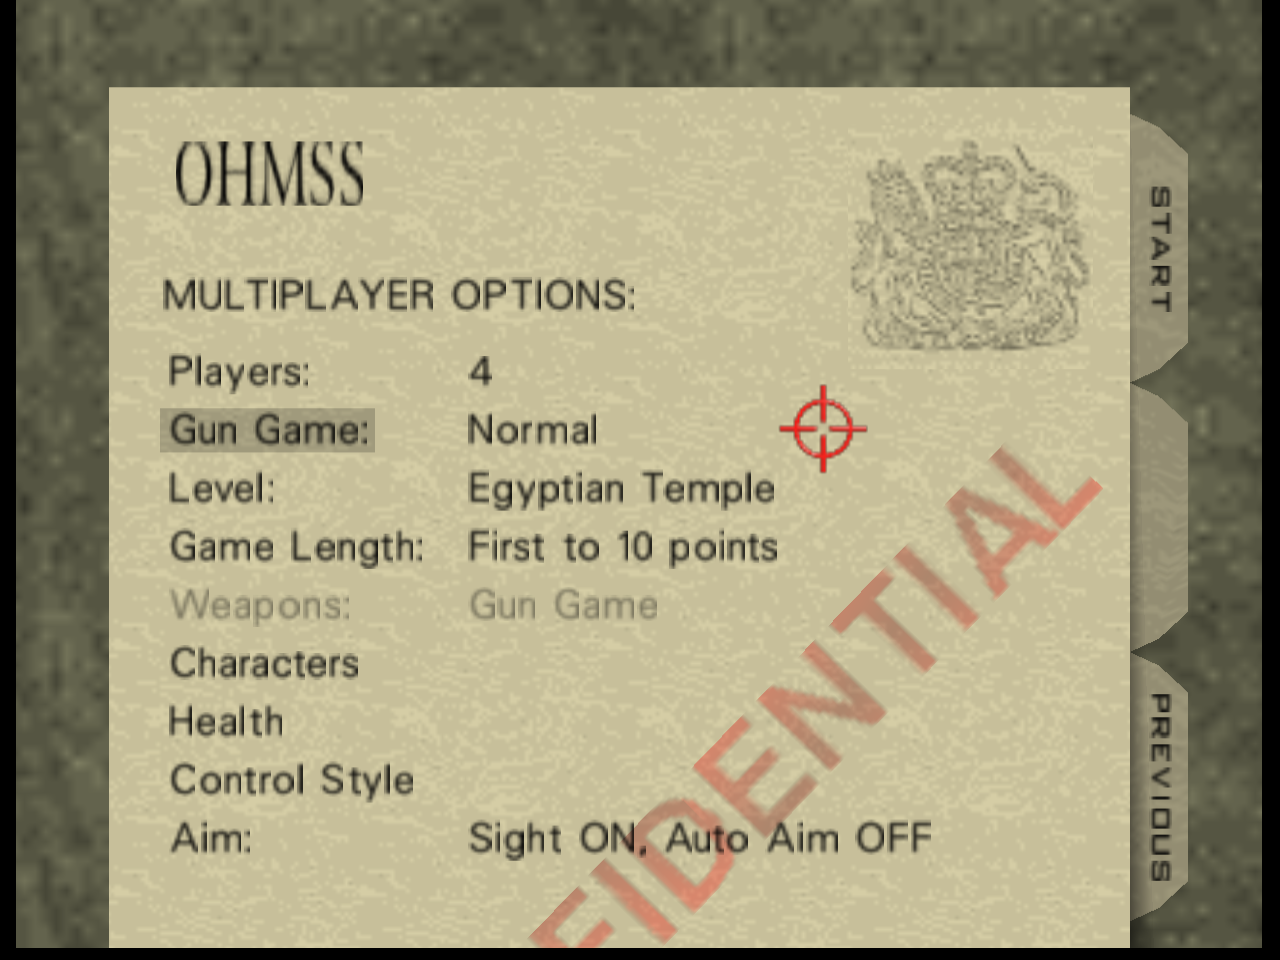 OHMSS
MULTIPLAYER OPTIONS:
Players: 4
Gun Game: Normal
Level: Egyptian Temple
Game Length: First to 10 points
Weapons: Gun Game
Characters
Health
Control Style
Aim: Sight ON, Auto Aim OFF
FIDENTIAL
START
PREVIOUS